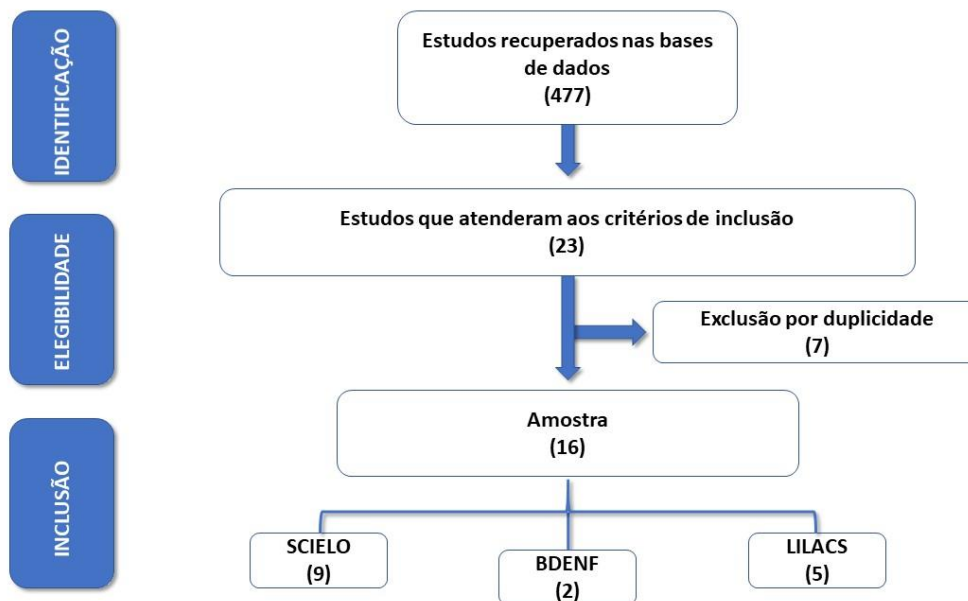 IDENTIFICAÇÃO
Estudos recuperados nas bases
de dados
(477)
ELEGIBILIDADE
Estudos que atenderam aos critérios de inclusão
(23)
Exclusão por duplicidade
(7)
INCLUSÃO
Amostra
(16)
SCIELO
(9)
BDENF
(2)
LILACS
(5)